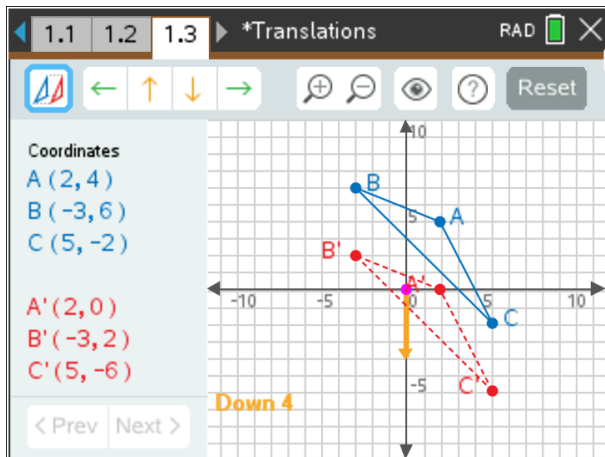 1.1 1.2 1.3 *Translations RAD
? Reset
Coordinates
A (2, 4)
B (-3, 6)
C (5, -2)
A' (2, 0)
B' (-3, 2)
C' (5, -6)
< Prev Next >
10
B
5
A
B'
A'
-10 -5 0 5 10
C
-5
C'
Down 4